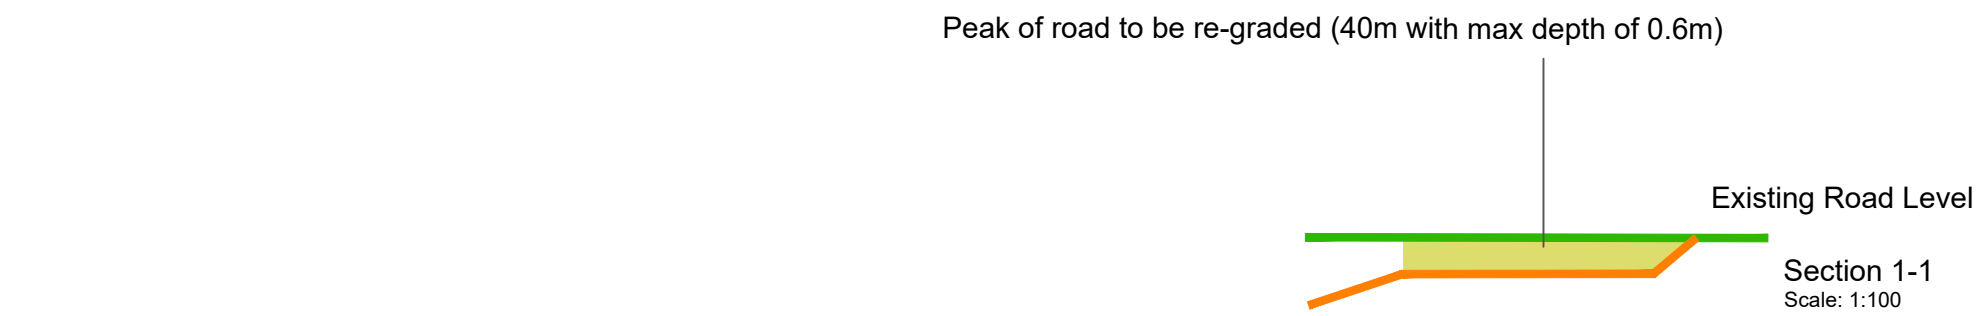 Peak of road to be re-graded (40m with max depth of 0.6m)
Existing Road Level
Section 1-1
Scale: 1:100